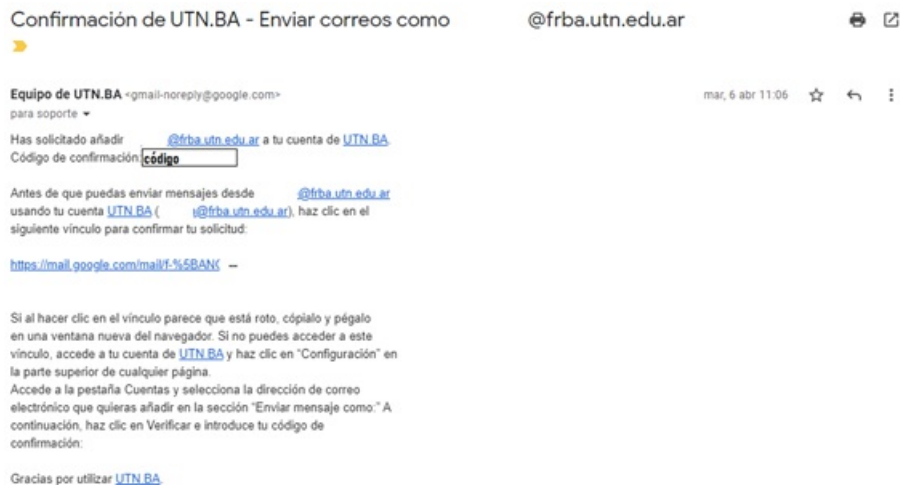 Confirmación de UTN.BA - Enviar correos como @frba.utn.edu.ar
Equipo de UTN.BA <gmail-noreply@google.com> mar, 6 abr 11:06
para soporte
Has solicitado añadir @frba.utn.edu.ar a tu cuenta de UTN.BA.
Código de confirmación: código
Antes de que puedas enviar mensajes desde @frba.utn.edu.ar
usando tu cuenta UTN.BA ( @frba.utn.edu.ar), haz clic en el
siguiente vínculo para confirmar tu solicitud:
https://mail.google.com/mail/f-%5BAN
Si al hacer clic en el vínculo parece que está roto, cópialo y pégalo
en una ventana nueva del navegador. Si no puedes acceder a este
vínculo, accede a tu cuenta de UTN.BA y haz clic en "Configuración" en
la parte superior de cualquier página.
Accede a la pestaña Cuentas y selecciona la dirección de correo
electrónico que quieras añadir en la sección "Enviar mensaje como:" A
continuación, haz clic en Verificar e introduce tu código de
confirmación:
Gracias por utilizar UTN.BA.